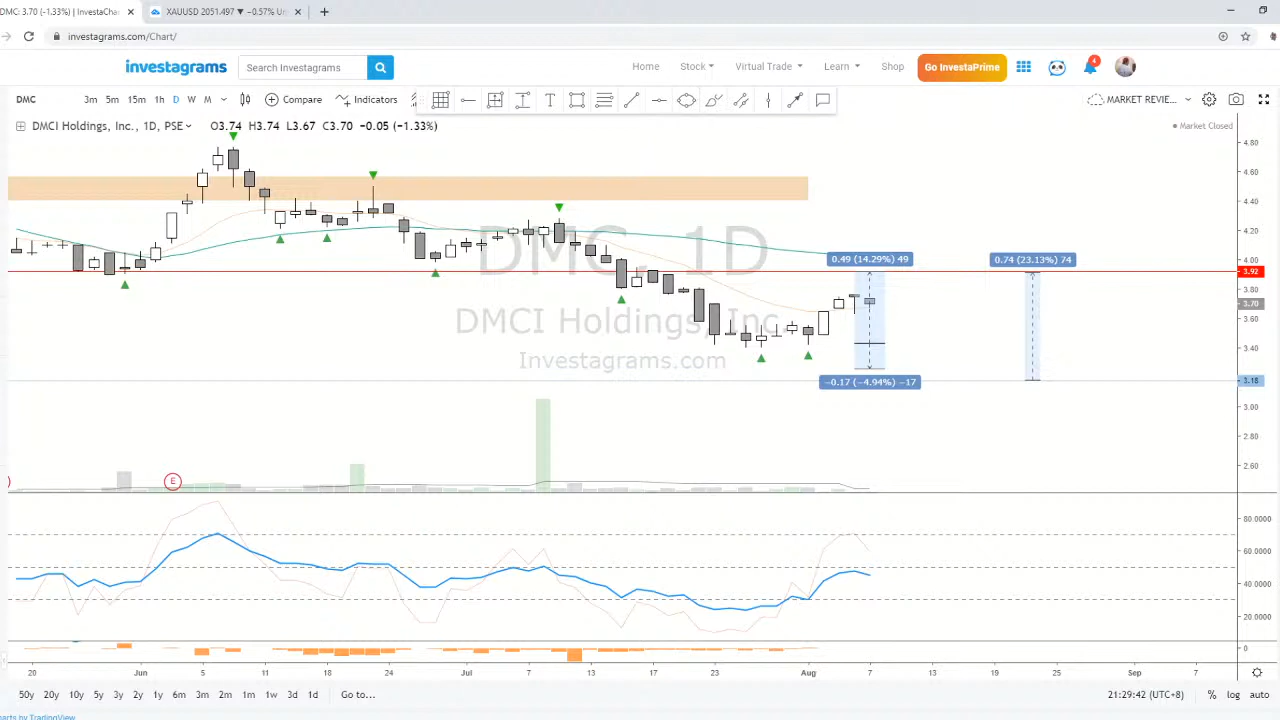 DMC: 3.70 (−1.33%) | InvestaCha
XAUUSD 2051.497 ▼ −0.57% Un
investagrams.com/Chart/
investagrams
Search Investagrams
Home
Stock
Virtual Trade
Learn
Shop
Go InvestaPrime
4
DMC
3m 5m 15m 1h D W M
Compare
Indicators
T
MARKET REVIE...
DMCI Holdings, Inc., 1D, PSE
O3.74 H3.74 L3.67 C3.70 −0.05 (−1.33%)
Market Closed
4.80
4.60
4.40
4.20
4.00
3.92
3.80
3.70
3.60
3.40
3.18
3.00
2.80
2.60
DMC, 1D
DMCI Holdings, Inc.
Investagrams.com
0.49 (14.29%) 49
0.74 (23.13%) 74
−0.17 (−4.94%) −17
E
80.0000
60.0000
40.0000
20.0000
0
20 Jun 5 11 18 24 Jul 7 13 17 23 Aug 7 13 19 25 Sep 7
50y 20y 10y 5y 3y 2y 1y 6m 3m 2m 1m 1w 3d 1d Go to...
21:29:42 (UTC+8)
% log auto
harts by TradingView